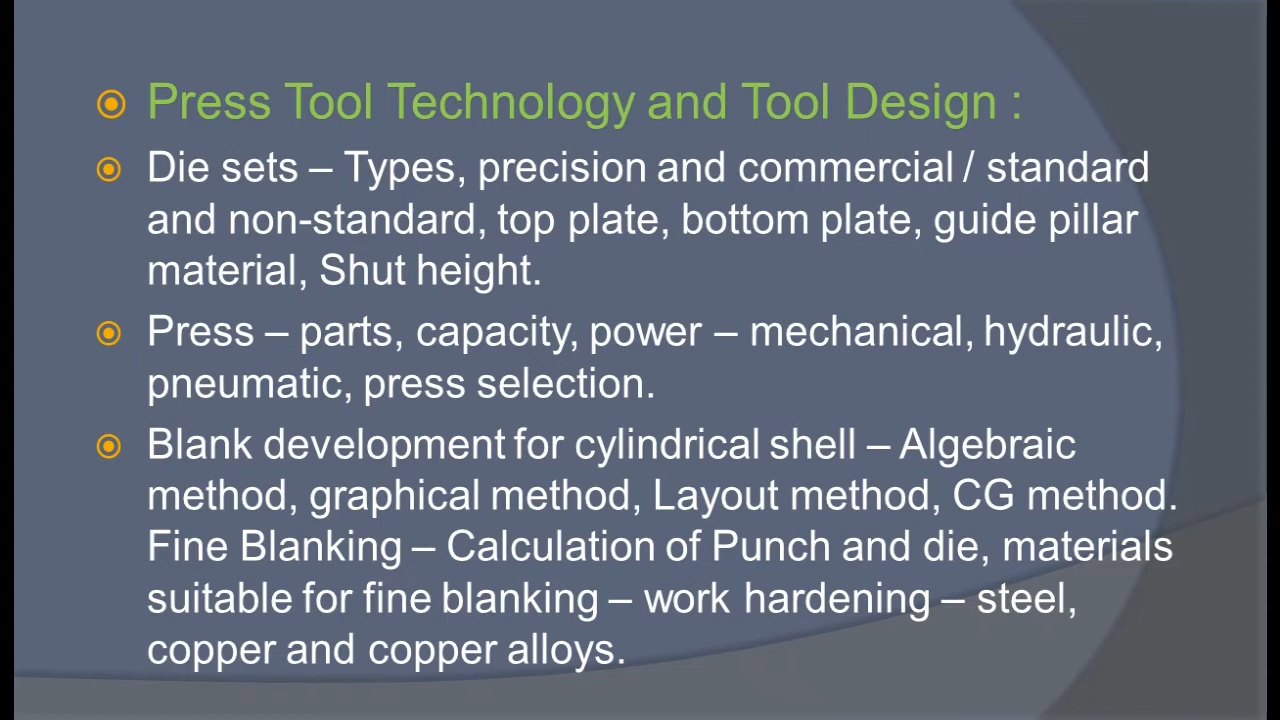 Press Tool Technology and Tool Design :
Die sets – Types, precision and commercial / standard
and non-standard, top plate, bottom plate, guide pillar
material, Shut height.
Press – parts, capacity, power – mechanical, hydraulic,
pneumatic, press selection.
Blank development for cylindrical shell – Algebraic
method, graphical method, Layout method, CG method.
Fine Blanking – Calculation of Punch and die, materials
suitable for fine blanking – work hardening – steel,
copper and copper alloys.